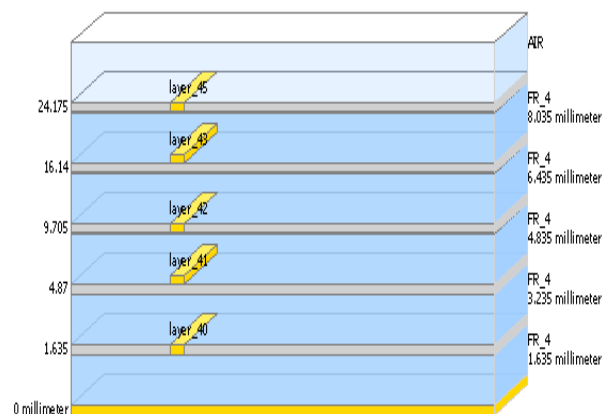 AIR
layer_45
24.175
FR_4
8.035 millimeter
layer_43
16.14
FR_4
6.435 millimeter
layer_42
9.705
FR_4
4.835 millimeter
layer_41
4.87
FR_4
3.235 millimeter
layer_40
1.635
FR_4
1.635 millimeter
0 millimeter